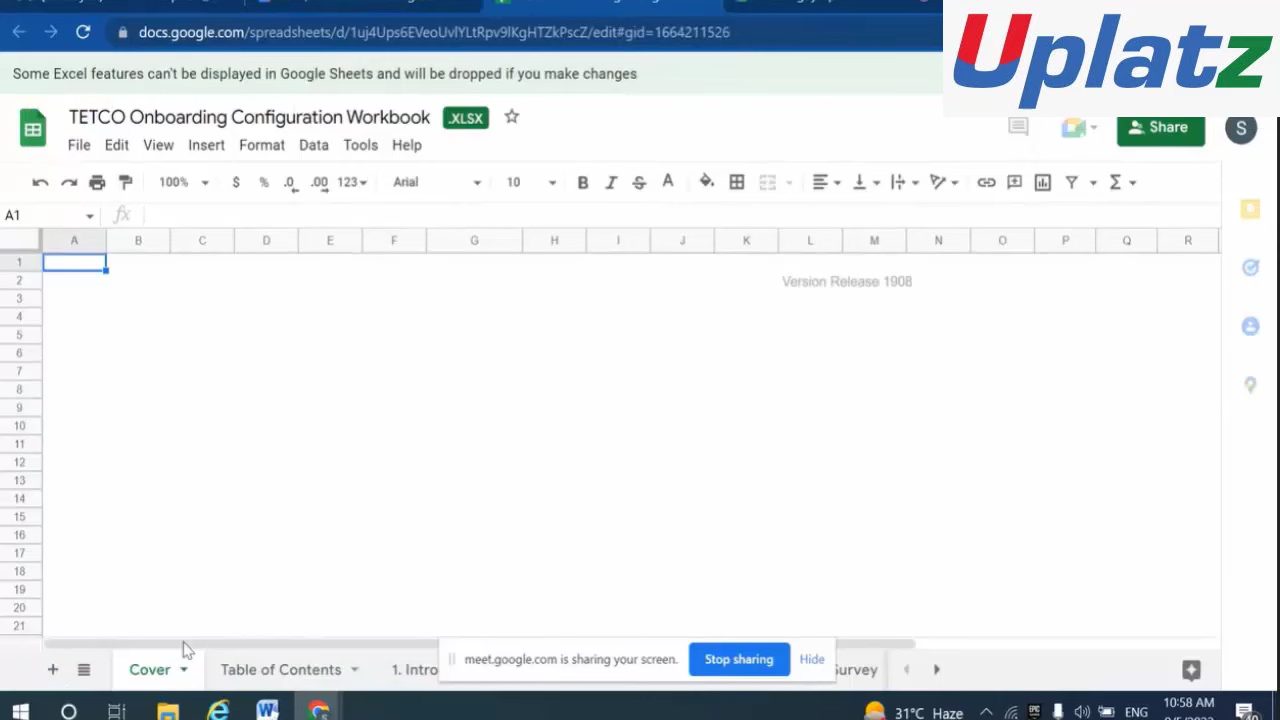 docs.google.com/spreadsheets/d/1uj4Ups6EVeoUvlYLtRpv9lKgHTZkPscZ/edit#gid=1664211526
Uplatz
Some Excel features can't be displayed in Google Sheets and will be dropped if you make changes
TETCO Onboarding Configuration Workbook .XLSX
Share S
File Edit View Insert Format Data Tools Help
100% $ % .0 .00 123 Arial 10 B I S A Σ
A1 fx
A B C D E F G H I J K L M N O P Q R
1
2 Version Release 1908
3
4
5
6
7
8
9
10
11
12
13
14
15
16
17
18
19
20
21
meet.google.com is sharing your screen. Stop sharing Hide
+ Cover Table of Contents 1. Intro Survey
31°C Haze ENG 10:58 AM